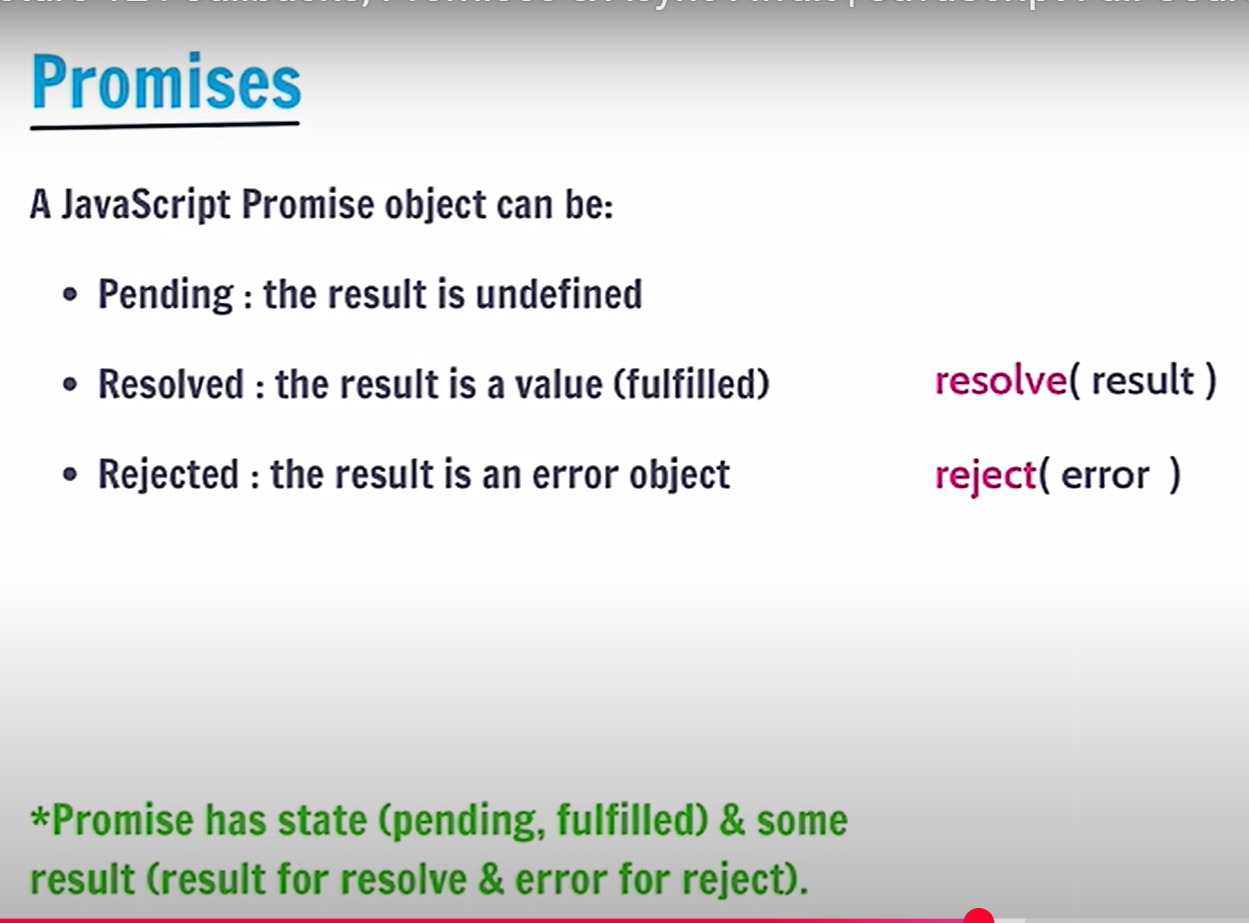 Promises
A JavaScript Promise object can be:
• Pending : the result is undefined
• Resolved : the result is a value (fulfilled)
resolve( result )
• Rejected : the result is an error object
reject( error )
*Promise has state (pending, fulfilled) & some
result (result for resolve & error for reject).